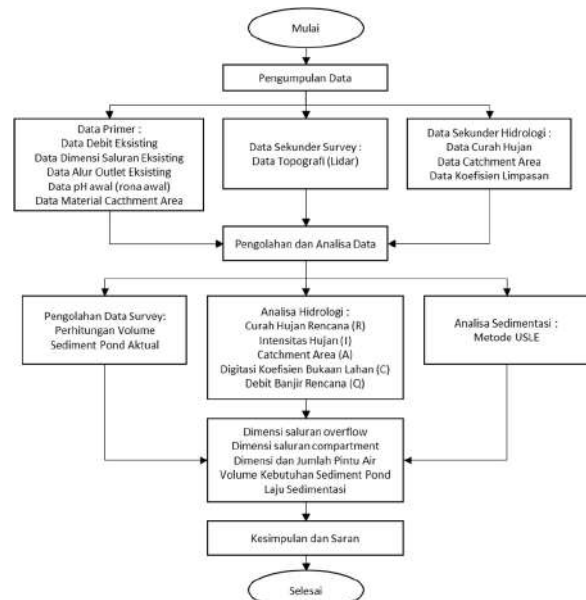 Mulai
Pengumpulan Data
Data Primer :
Data Debit Eksisting
Data Dimensi Saluran Eksisting
Data Alur Outlet Eksisting
Data pH awal (rona awal)
Data Material Cacthment Area
Data Sekunder Survey :
Data Topografi (Lidar)
Data Sekunder Hidrologi :
Data Curah Hujan
Data Catchment Area
Data Koefisien Limpasan
Pengolahan dan Analisa Data
Pengolahan Data Survey:
Perhitungan Volume
Sediment Pond Aktual
Analisa Hidrologi :
Curah Hujan Rencana (R)
Intensitas Hujan (I)
Catchment Area (A)
Digitasi Koefisien Bukaan Lahan (C)
Debit Banjir Rencana (Q)
Analisa Sedimentasi :
Metode USLE
Dimensi saluran overflow
Dimensi saluran compartment
Dimensi dan Jumlah Pintu Air
Volume Kebutuhan Sediment Pond
Laju Sedimentasi
Kesimpulan dan Saran
Selesai